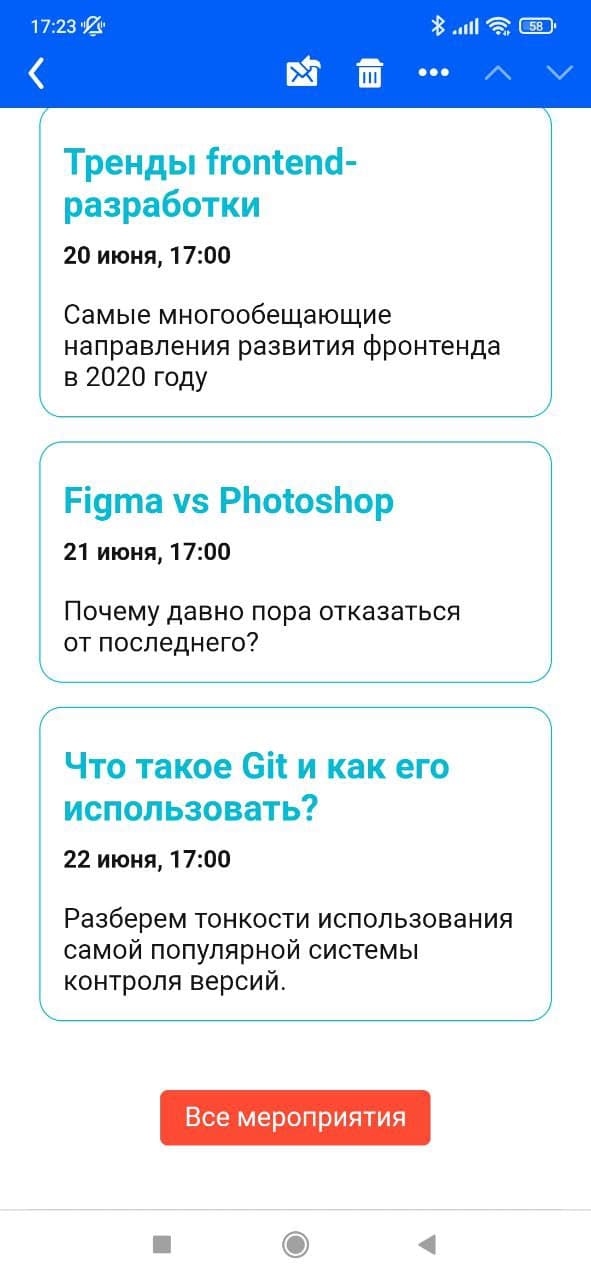 17:23
58
Тренды frontend-
разработки
20 июня, 17:00
Самые многообещающие
направления развития фронтенда
в 2020 году
Figma vs Photoshop
21 июня, 17:00
Почему давно пора отказаться
от последнего?
Что такое Git и как его
использовать?
22 июня, 17:00
Разберем тонкости использования
самой популярной системы
контроля версий.
Все мероприятия